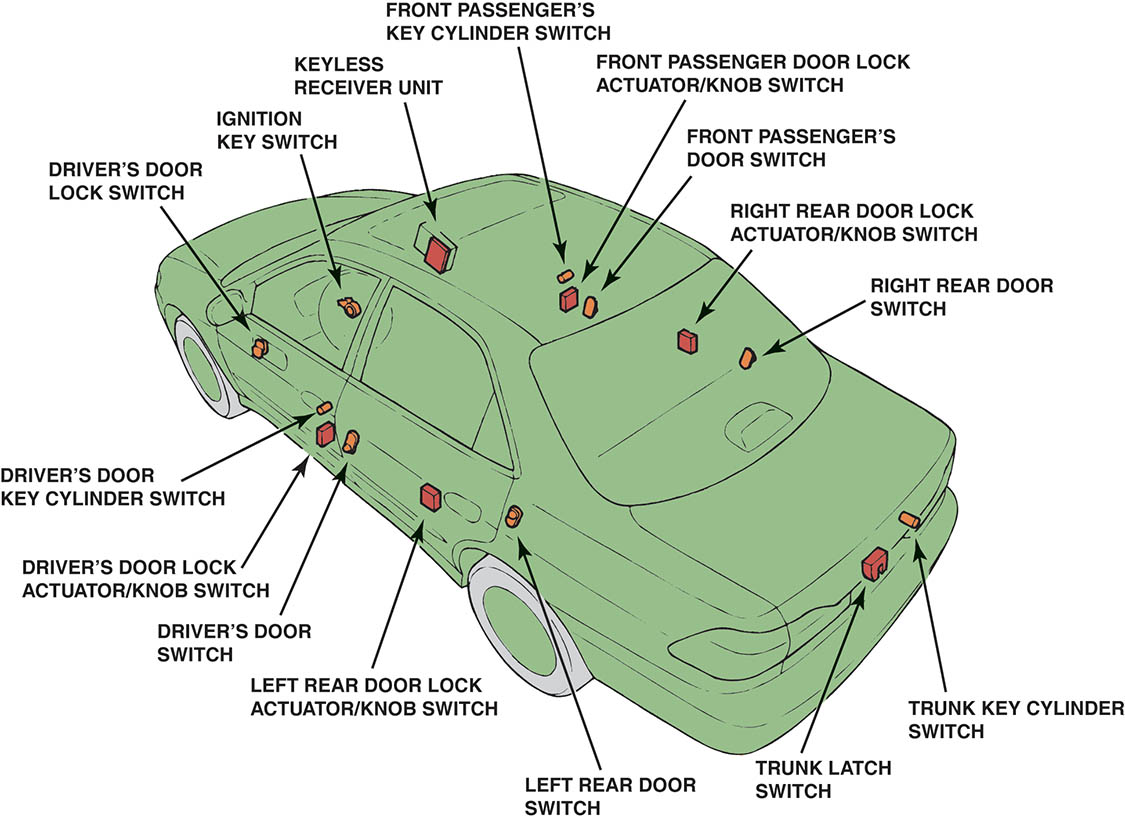 FRONT PASSENGER'S
KEY CYLINDER SWITCH
KEYLESS
RECEIVER UNIT
FRONT PASSENGER DOOR LOCK
ACTUATOR/KNOB SWITCH
IGNITION
KEY SWITCH
FRONT PASSENGER'S
DOOR SWITCH
DRIVER'S DOOR
LOCK SWITCH
RIGHT REAR DOOR LOCK
ACTUATOR/KNOB SWITCH
RIGHT REAR DOOR
SWITCH
DRIVER'S DOOR
KEY CYLINDER SWITCH
DRIVER'S DOOR LOCK
ACTUATOR/KNOB SWITCH
DRIVER'S DOOR
SWITCH
LEFT REAR DOOR LOCK
ACTUATOR/KNOB SWITCH
TRUNK KEY CYLINDER
SWITCH
TRUNK LATCH
SWITCH
LEFT REAR DOOR
SWITCH